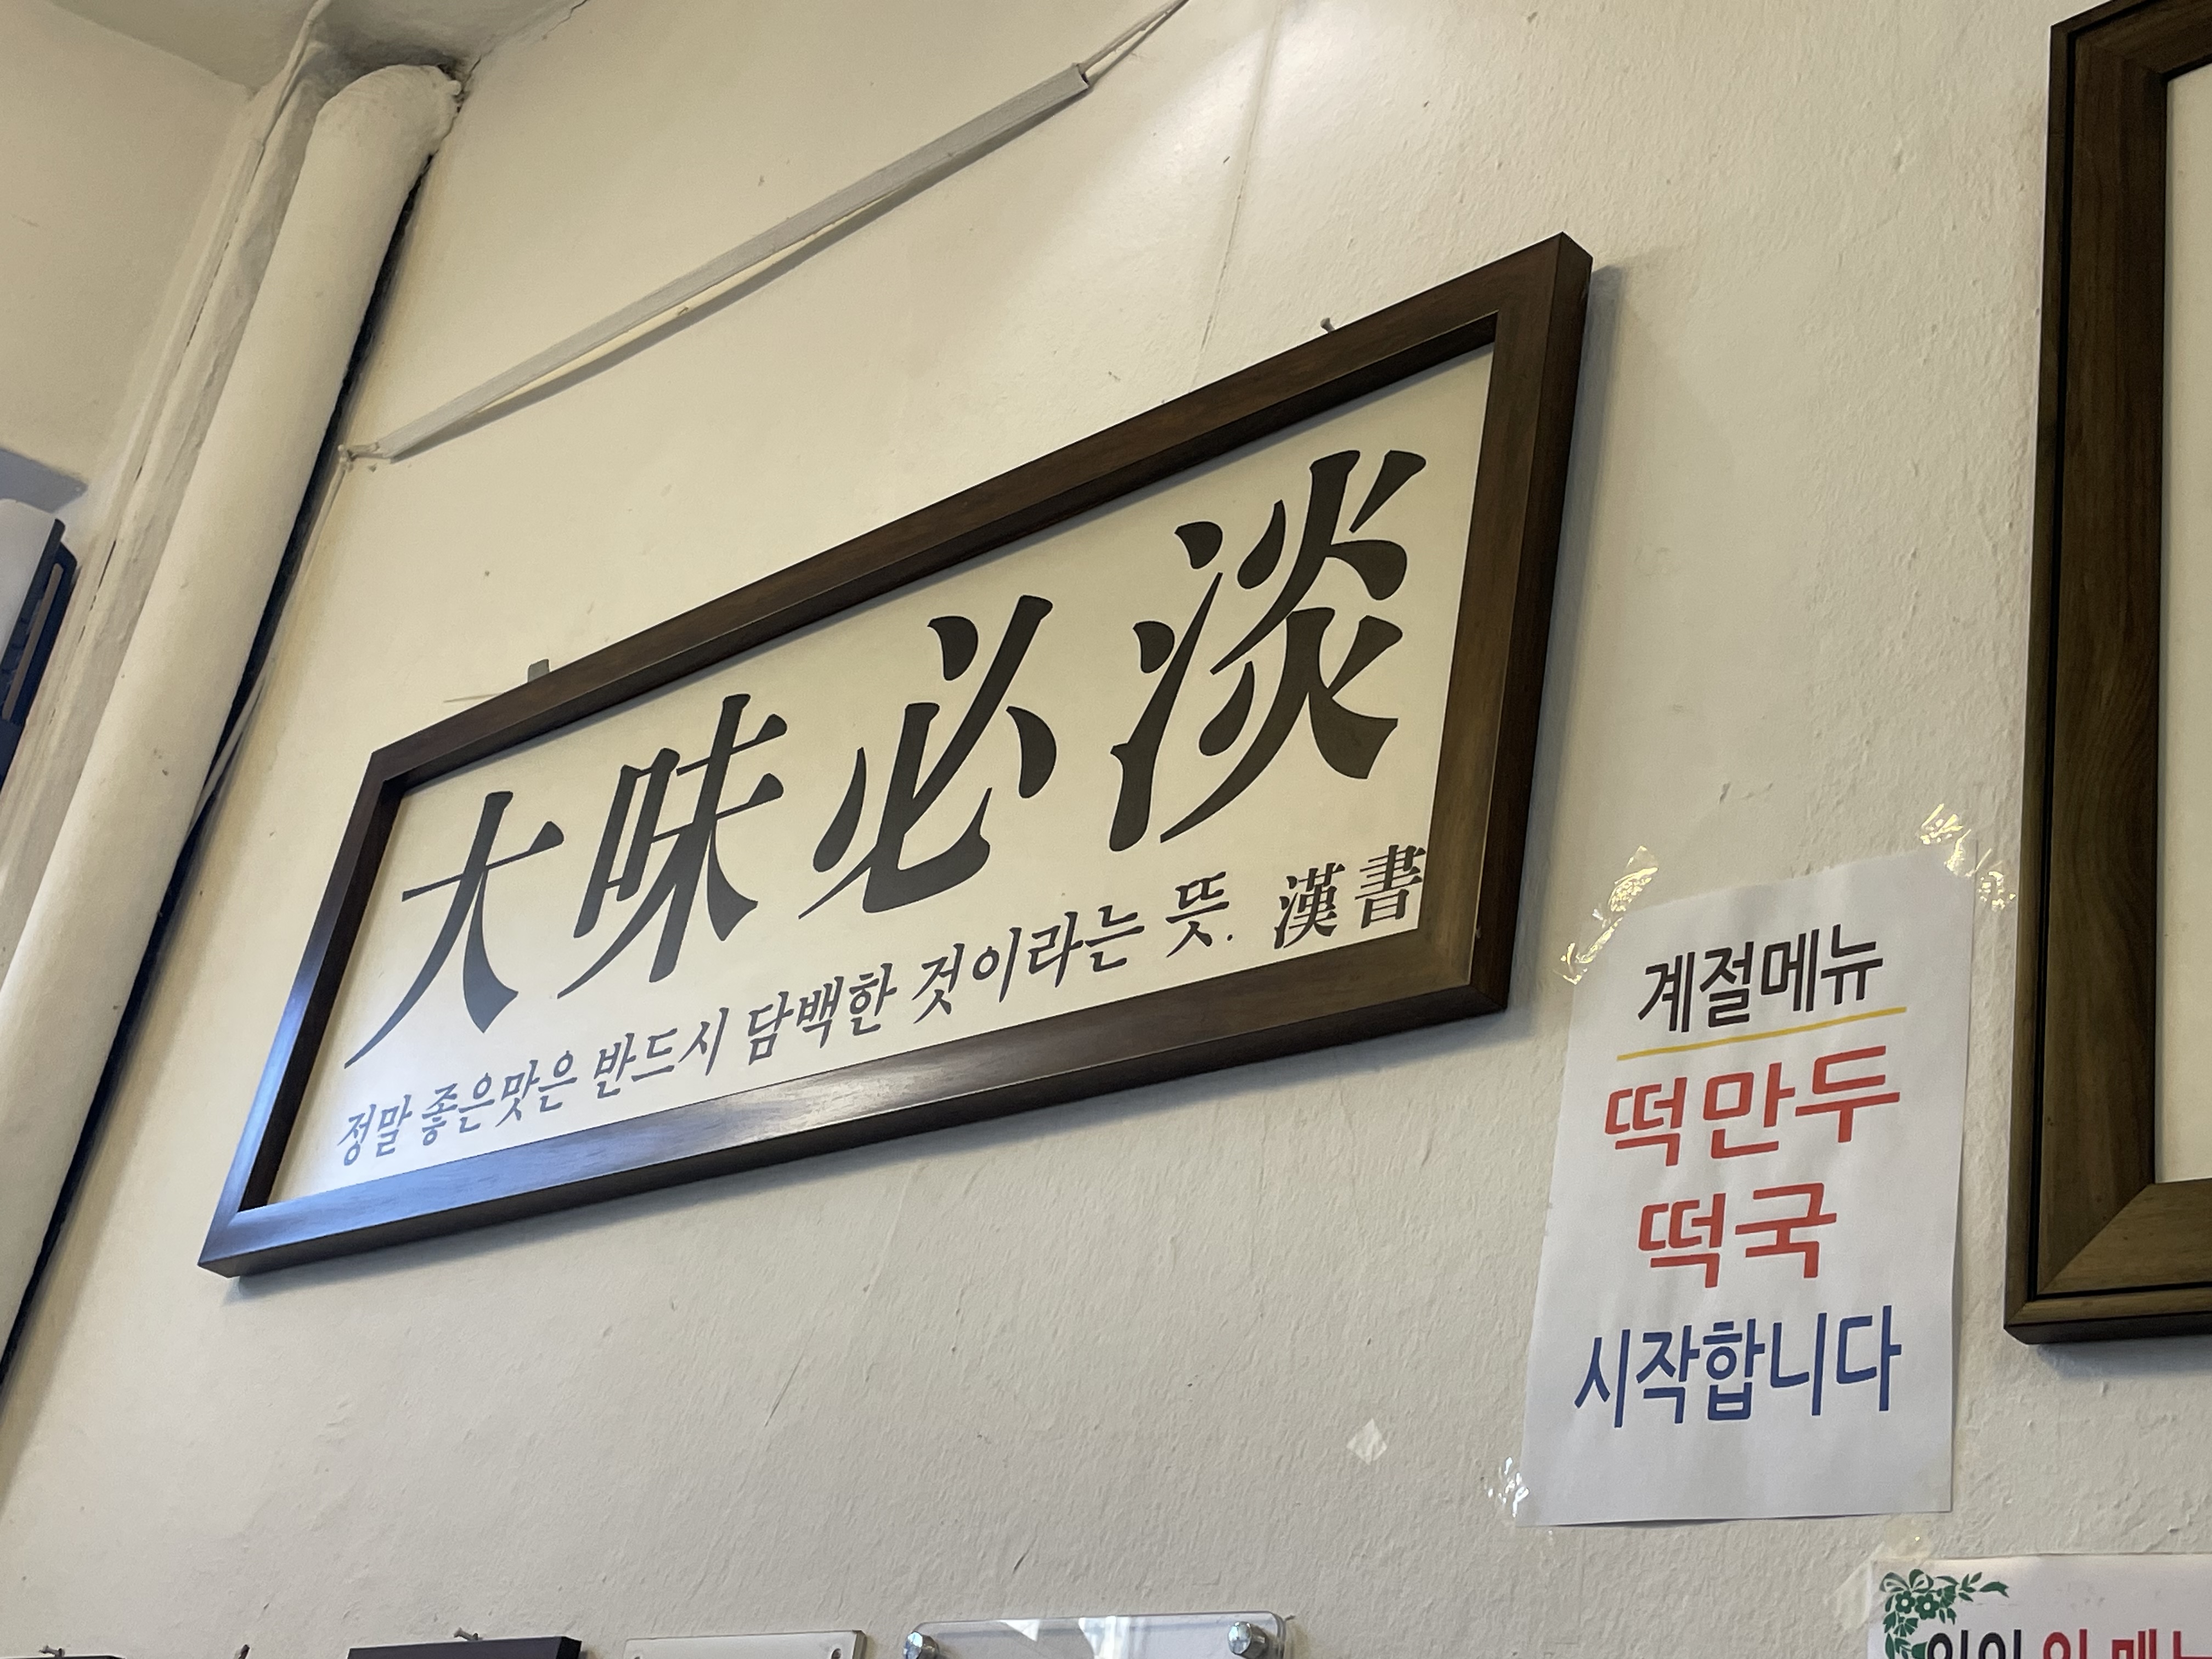 大味必淡
정말 좋은맛은 반드시 담백한 것이라는 뜻. 漢書
계절메뉴
떡만두
떡국
시작합니다